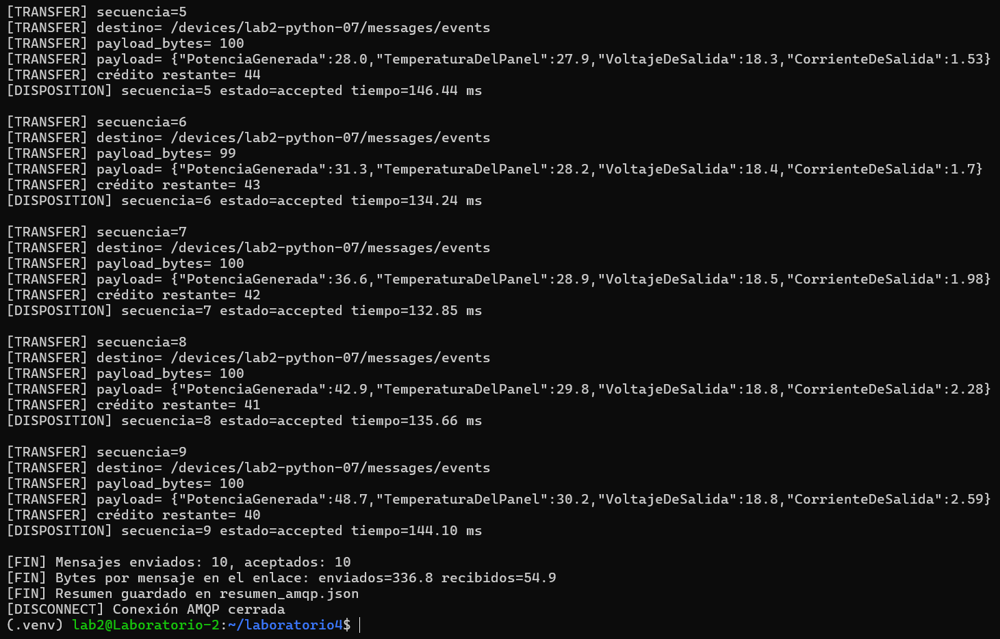 [TRANSFER] secuencia=5
[TRANSFER] destino= /devices/lab2-python-07/messages/events
[TRANSFER] payload_bytes= 100
[TRANSFER] payload= {"PotenciaGenerada":28.0,"TemperaturaDelPanel":27.9,"VoltajeDeSalida":18.3,"CorrienteDeSalida":1.53}
[TRANSFER] crédito restante= 44
[DISPOSITION] secuencia=5 estado=accepted tiempo=146.44 ms

[TRANSFER] secuencia=6
[TRANSFER] destino= /devices/lab2-python-07/messages/events
[TRANSFER] payload_bytes= 99
[TRANSFER] payload= {"PotenciaGenerada":31.3,"TemperaturaDelPanel":28.2,"VoltajeDeSalida":18.4,"CorrienteDeSalida":1.7}
[TRANSFER] crédito restante= 43
[DISPOSITION] secuencia=6 estado=accepted tiempo=134.24 ms

[TRANSFER] secuencia=7
[TRANSFER] destino= /devices/lab2-python-07/messages/events
[TRANSFER] payload_bytes= 100
[TRANSFER] payload= {"PotenciaGenerada":36.6,"TemperaturaDelPanel":28.9,"VoltajeDeSalida":18.5,"CorrienteDeSalida":1.98}
[TRANSFER] crédito restante= 42
[DISPOSITION] secuencia=7 estado=accepted tiempo=132.85 ms

[TRANSFER] secuencia=8
[TRANSFER] destino= /devices/lab2-python-07/messages/events
[TRANSFER] payload_bytes= 100
[TRANSFER] payload= {"PotenciaGenerada":42.9,"TemperaturaDelPanel":29.8,"VoltajeDeSalida":18.8,"CorrienteDeSalida":2.28}
[TRANSFER] crédito restante= 41
[DISPOSITION] secuencia=8 estado=accepted tiempo=135.66 ms

[TRANSFER] secuencia=9
[TRANSFER] destino= /devices/lab2-python-07/messages/events
[TRANSFER] payload_bytes= 100
[TRANSFER] payload= {"PotenciaGenerada":48.7,"TemperaturaDelPanel":30.2,"VoltajeDeSalida":18.8,"CorrienteDeSalida":2.59}
[TRANSFER] crédito restante= 40
[DISPOSITION] secuencia=9 estado=accepted tiempo=144.10 ms

[FIN] Mensajes enviados: 10, aceptados: 10
[FIN] Bytes por mensaje en el enlace: enviados=336.8 recibidos=54.9
[FIN] Resumen guardado en resumen_amqp.json
[DISCONNECT] Conexión AMQP cerrada
(.venv) lab2@Laboratorio-2:~/laboratorio4$